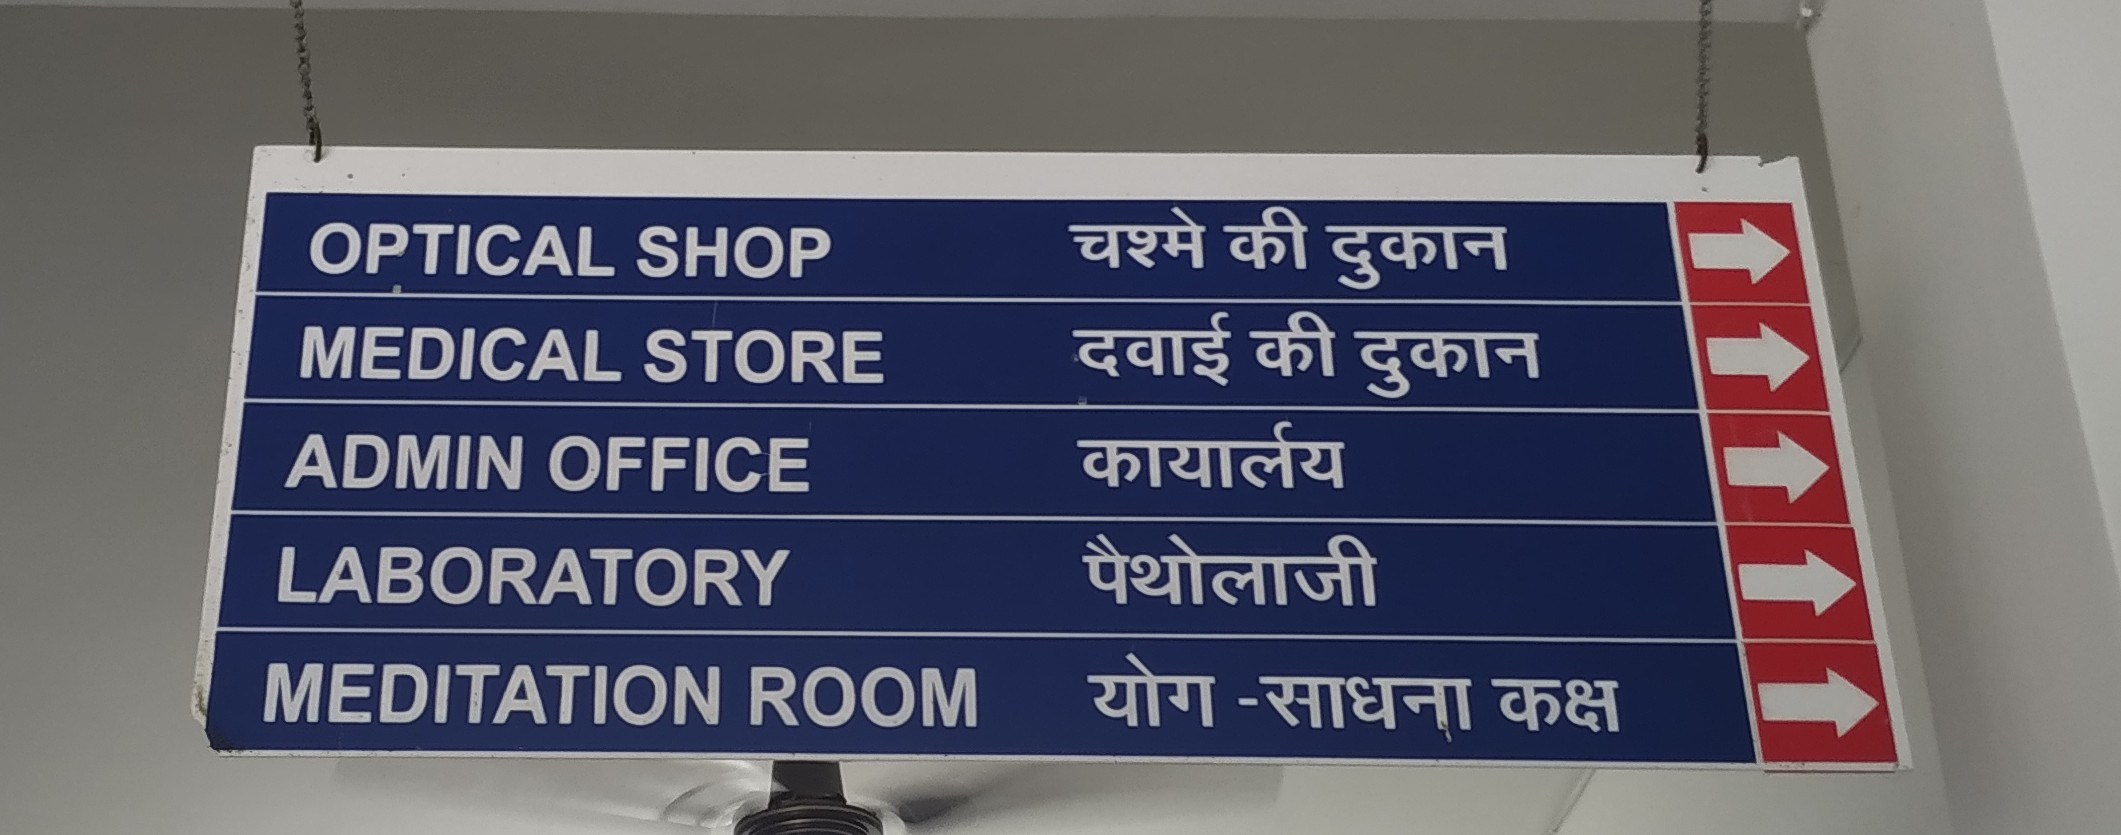 OPTICAL SHOP चश्मे की दुकान
MEDICAL STORE दवाई की दुकान
ADMIN OFFICE कायार्लय
LABORATORY पैथोलाजी
MEDITATION ROOM योग -साधना कक्ष